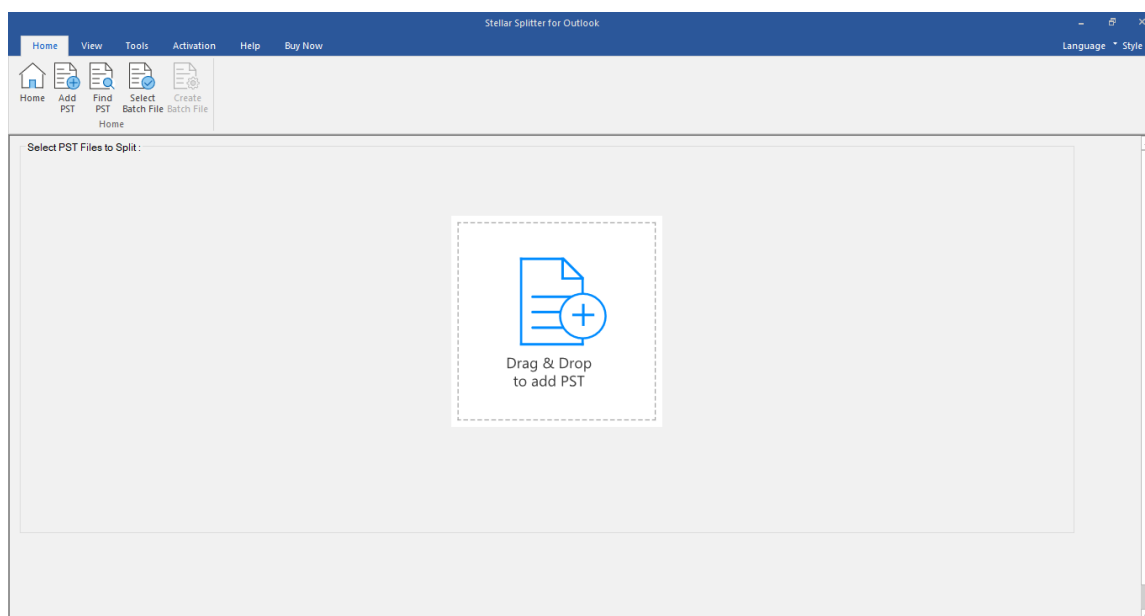 Stellar Splitter for Outlook
Home View Tools Activation Help Buy Now Language Style
Home Add PST Find PST Select Batch File Create Batch File
Home
Select PST Files to Split :
Drag & Drop
to add PST